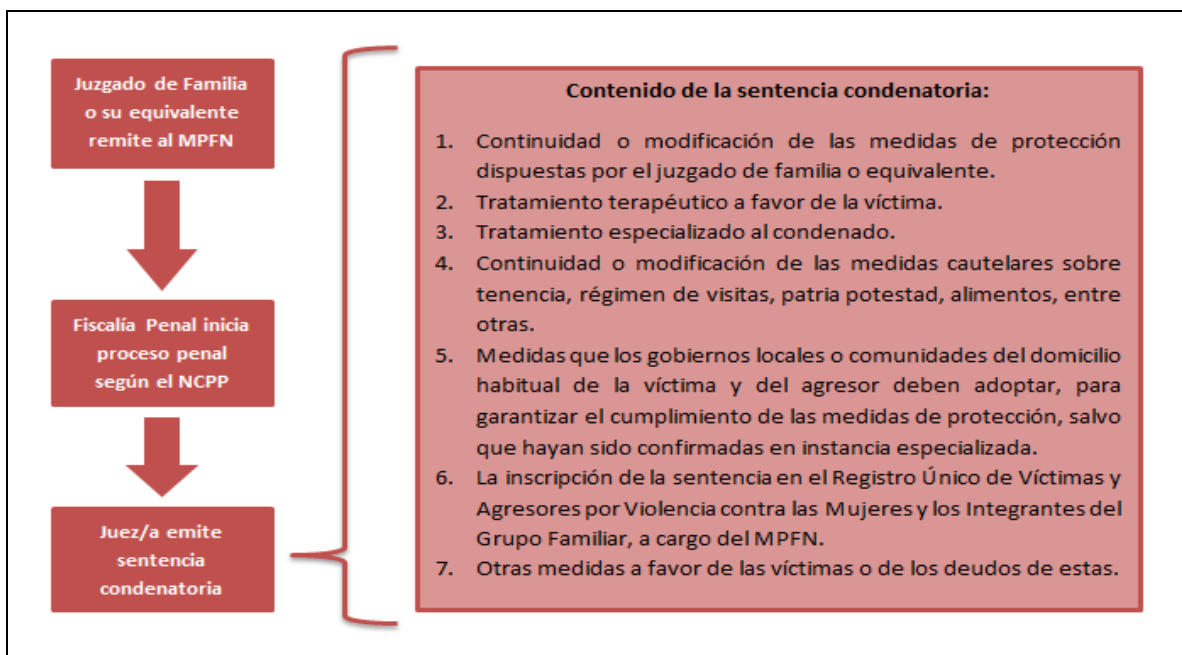 Juzgado de Familia
o su equivalente
remite al MPFN
Fiscalía Penal inicia
proceso penal
según el NCPP
Juez/a emite
sentencia
condenatoria
Contenido de la sentencia condenatoria:
1. Continuidad o modificación de las medidas de protección
dispuestas por el juzgado de familia o equivalente.
2. Tratamiento terapéutico a favor de la víctima.
3. Tratamiento especializado al condenado.
4. Continuidad o modificación de las medidas cautelares sobre
tenencia, régimen de visitas, patria potestad, alimentos, entre
otras.
5. Medidas que los gobiernos locales o comunidades del domicilio
habitual de la víctima y del agresor deben adoptar, para
garantizar el cumplimiento de las medidas de protección, salvo
que hayan sido confirmadas en instancia especializada.
6. La inscripción de la sentencia en el Registro Único de Víctimas y
Agresores por Violencia contra las Mujeres y los Integrantes del
Grupo Familiar, a cargo del MPFN.
7. Otras medidas a favor de las víctimas o de los deudos de estas.